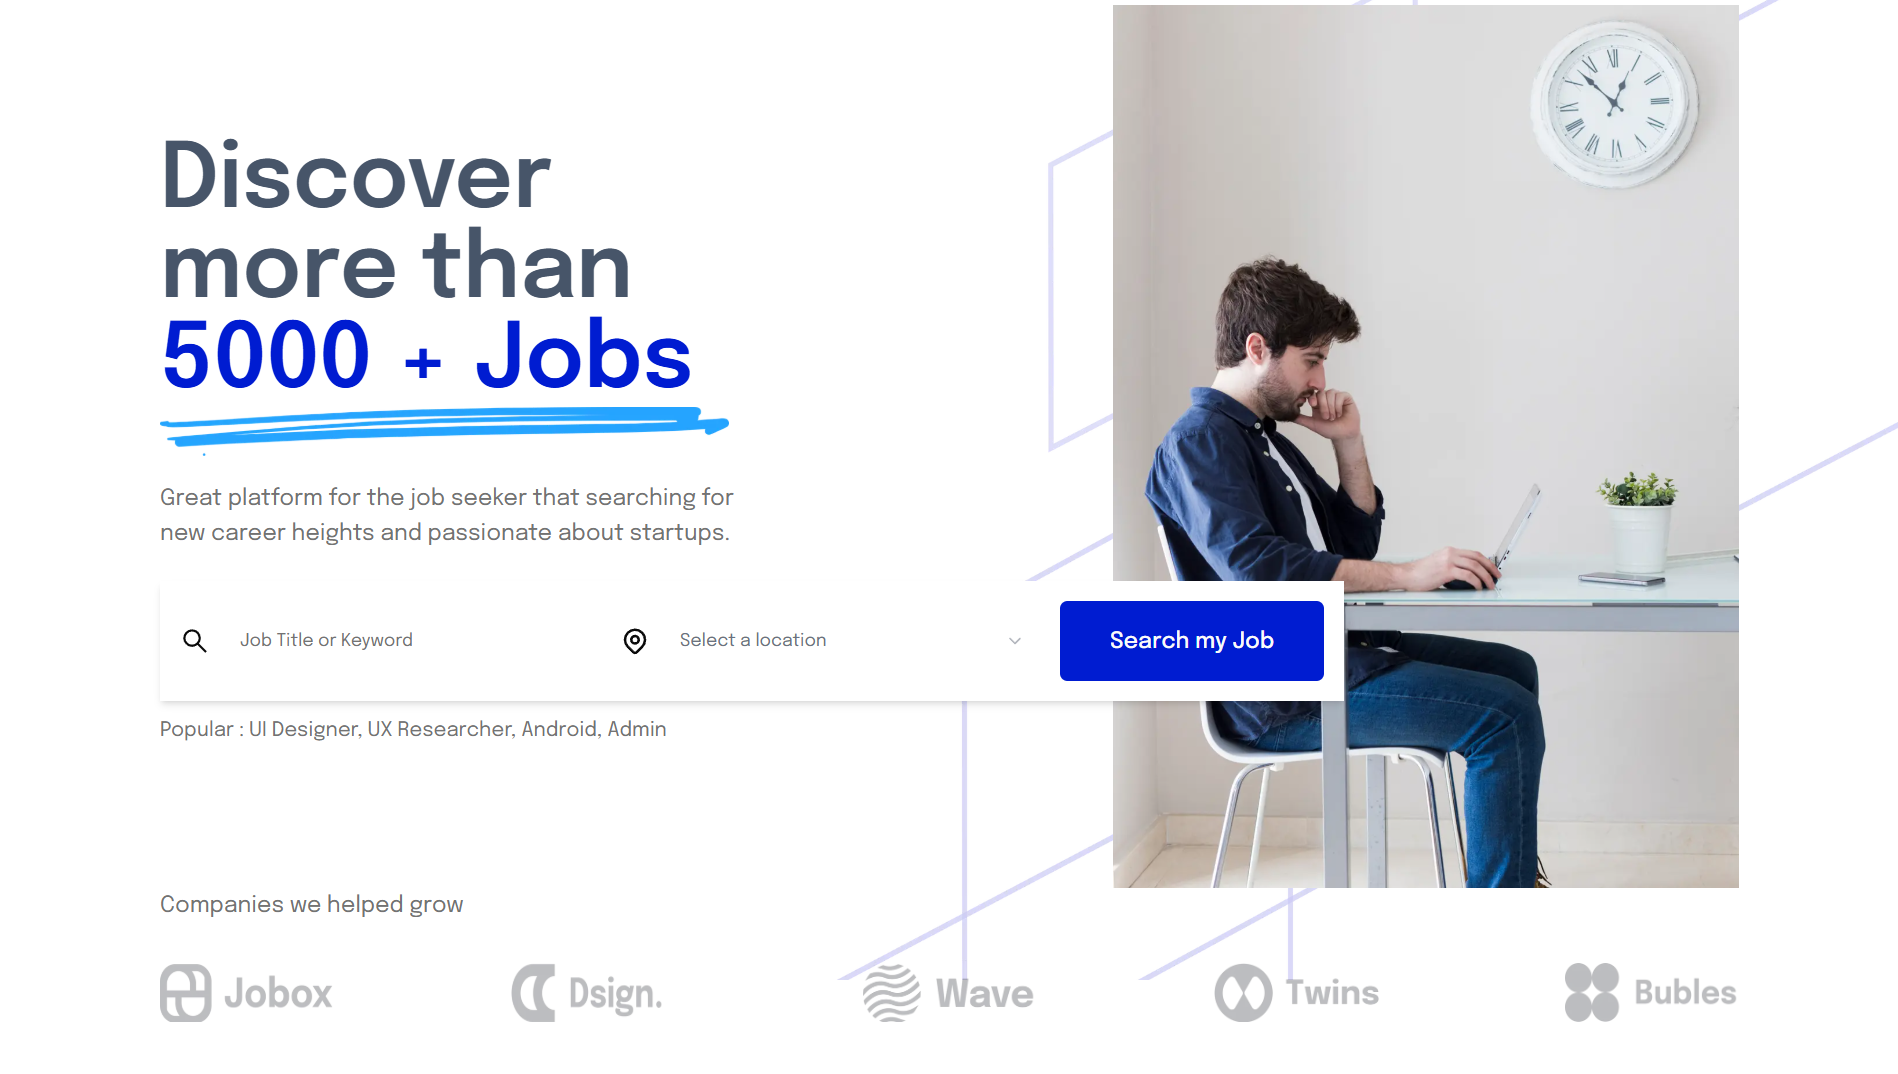 Discover
more than
5000 + Jobs
Great platform for the job seeker that searching for
new career heights and passionate about startups.
Job Title or Keyword
Select a location
Search my Job
Popular : UI Designer, UX Researcher, Android, Admin
Companies we helped grow
Jobox
Dsign.
Wave
Twins
Bubles